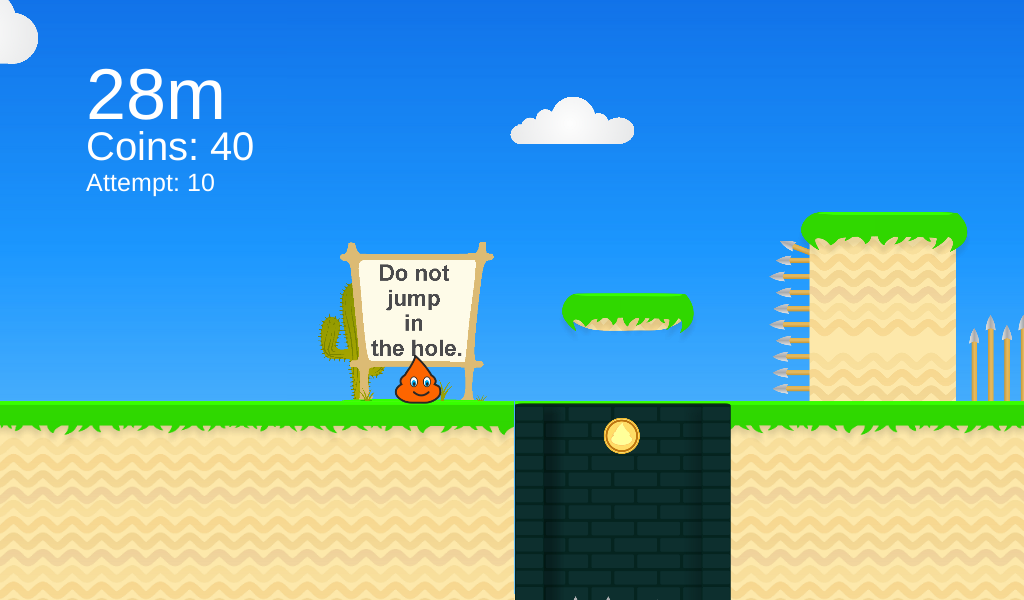 28m
Coins: 40
Attempt: 10
Do not
jump
in
the hole.